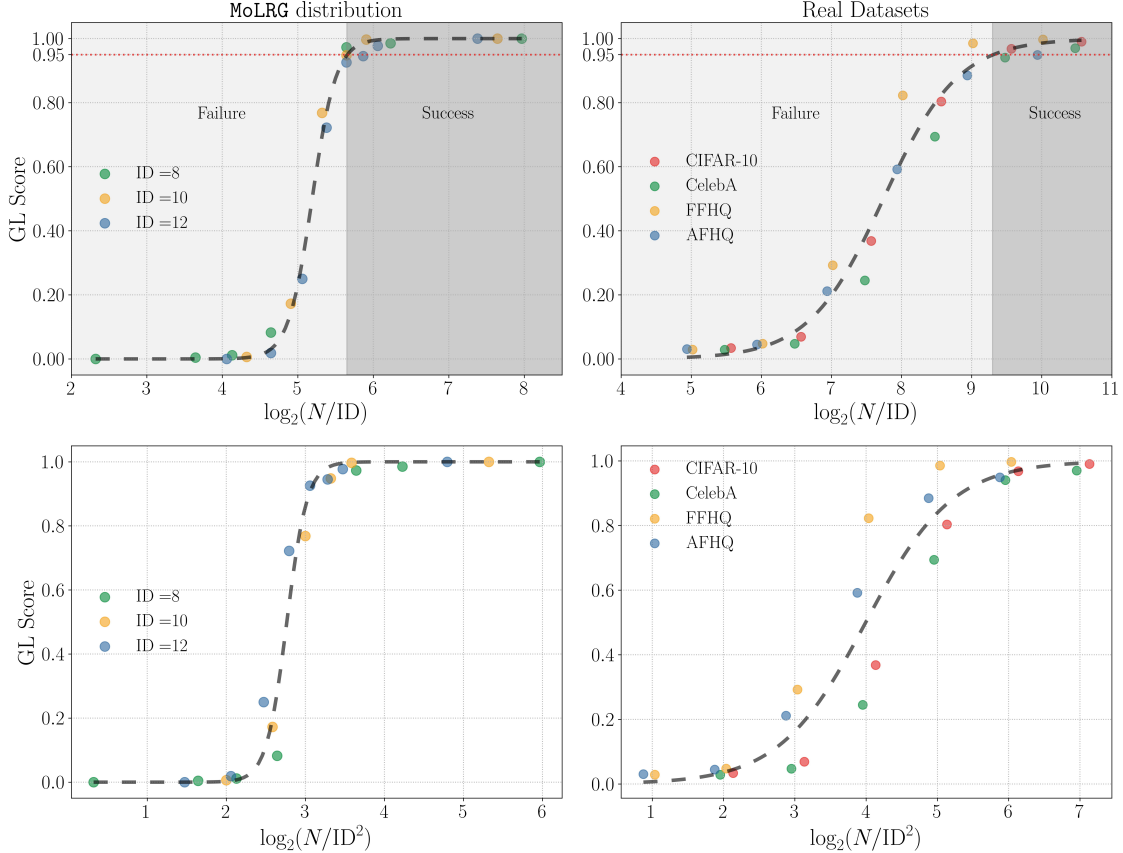 MoLRG distribution
Real Datasets
GL Score
1.00
0.95
0.80
0.60
0.40
0.20
0.00
Failure
Success
ID =8
ID =10
ID =12
2 3 4 5 6 7 8
log₂(N/ID)
1.00
0.95
0.80
0.60
0.40
0.20
0.00
Failure
Success
CIFAR-10
CelebA
FFHQ
AFHQ
4 5 6 7 8 9 10 11
log₂(N/ID)
GL Score
1.0
0.8
0.6
0.4
0.2
0.0
ID =8
ID =10
ID =12
1 2 3 4 5 6
log₂(N/ID²)
1.0
0.8
0.6
0.4
0.2
0.0
CIFAR-10
CelebA
FFHQ
AFHQ
1 2 3 4 5 6 7
log₂(N/ID²)